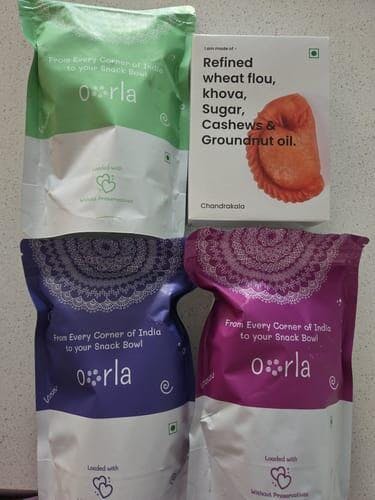 From Every Corner of India
to your Snack Bowl
oorla
Loaded with
Without Preservatives
I am made of -
Refined
wheat flou,
khova,
Sugar,
Cashews &
Groundnut oil.
Chandrakala
From Every Corner of India
to your Snack Bowl
oorla
Loaded with
From Every Corner of India
to your Snack Bowl
oorla
Loaded with
Without Preservatives